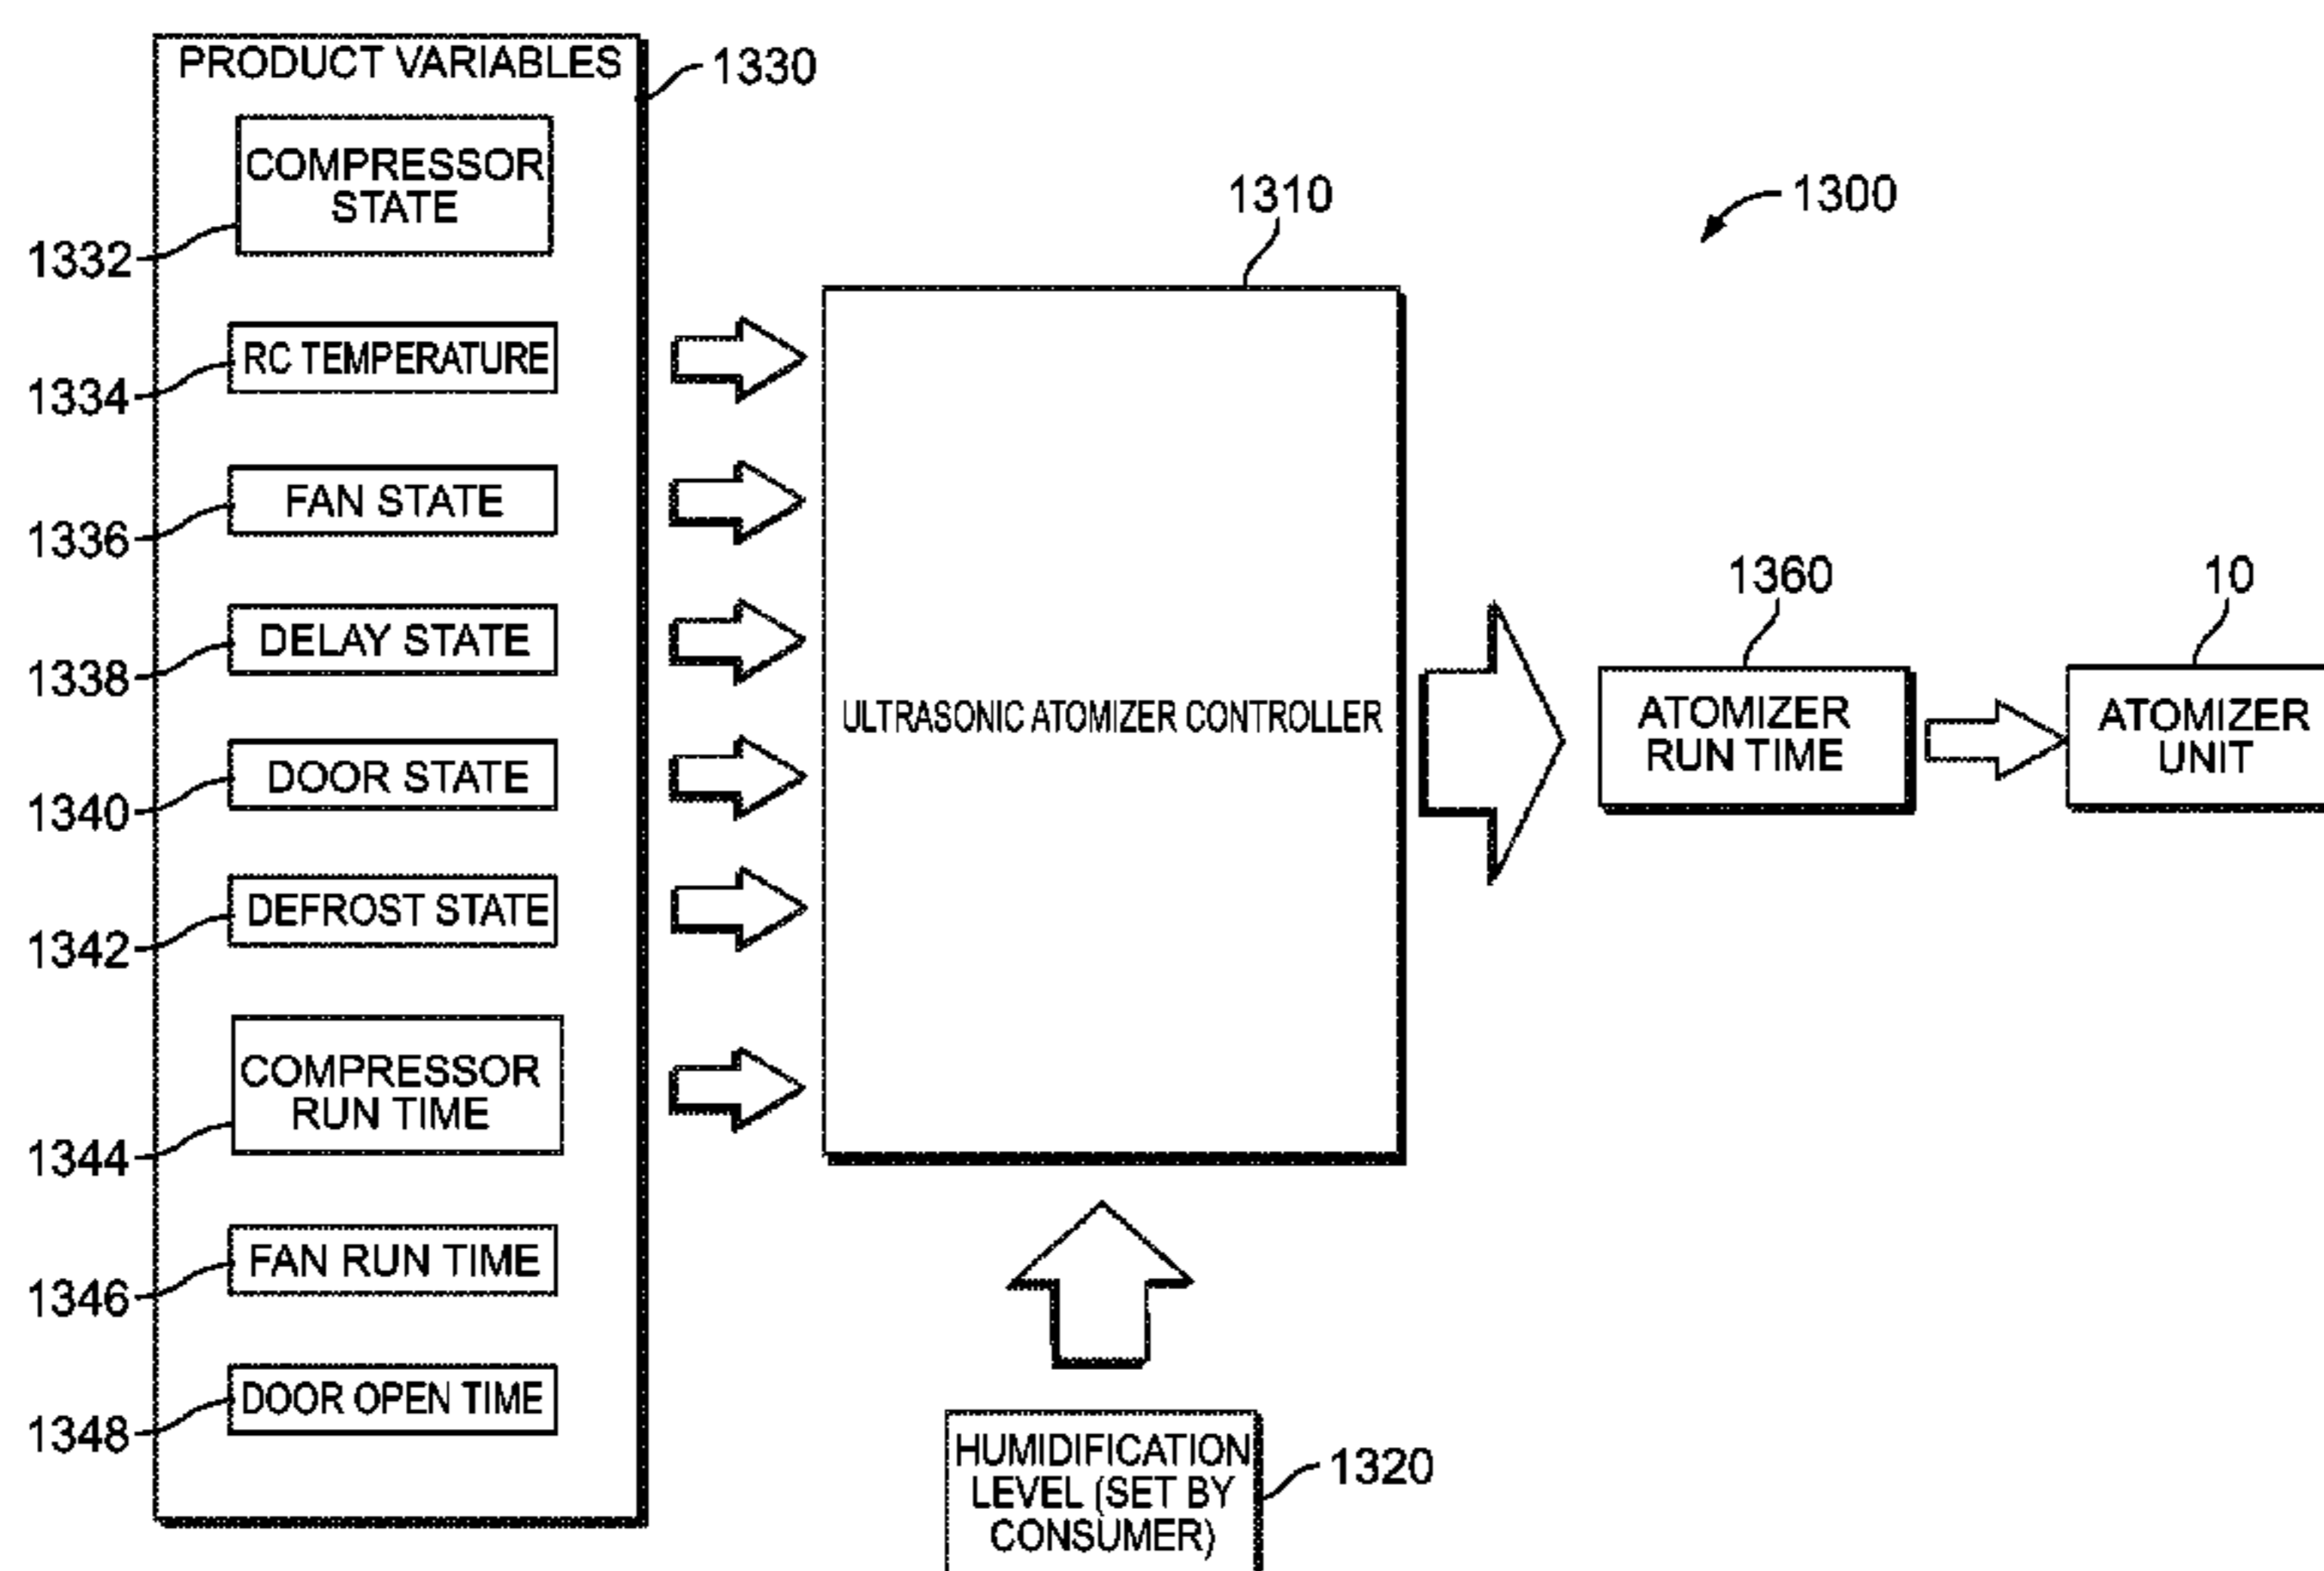 PRODUCT VARIABLES
1330
COMPRESSOR
STATE
1332
RC TEMPERATURE
1334
FAN STATE
1336
DELAY STATE
1338
DOOR STATE
1340
DEFROST STATE
1342
COMPRESSOR
RUN TIME
1344
FAN RUN TIME
1346
DOOR OPEN TIME
1348
1310
ULTRASONIC ATOMIZER CONTROLLER
1300
1360
ATOMIZER
RUN TIME
10
ATOMIZER
UNIT
HUMIDIFICATION
LEVEL (SET BY
CONSUMER)
1320